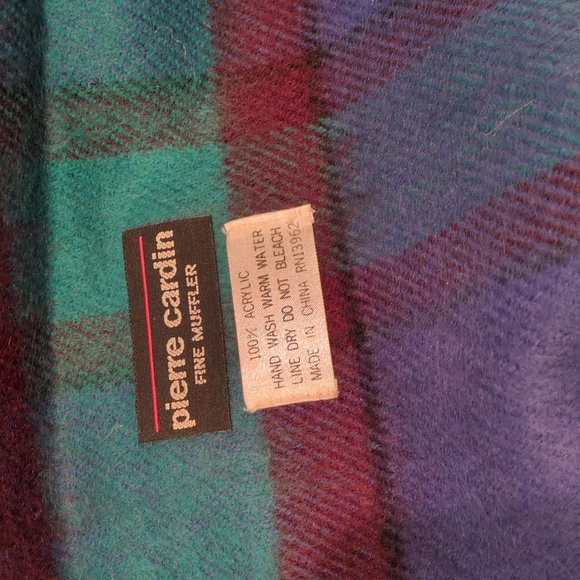 pierre cardin
FINE MUFFLER
100% ACRYLIC
HAND WASH WARM WATER
LINE DRY DO NOT BLEACH
MADE IN CHINA RN13962